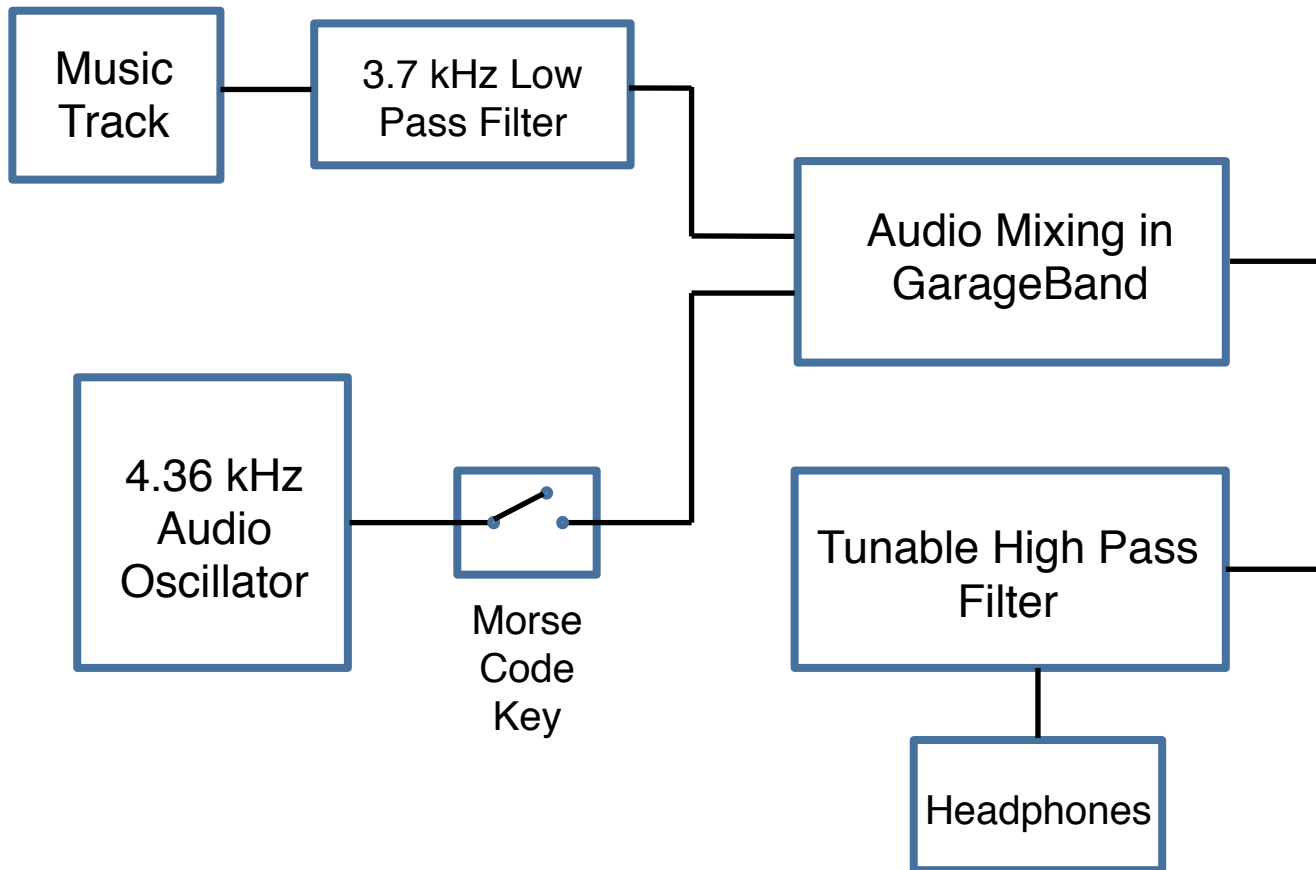 Music
Track
3.7 kHz Low
Pass Filter
Audio Mixing in
GarageBand
4.36 kHz
Audio
Oscillator
Morse
Code
Key
Tunable High Pass
Filter
Headphones